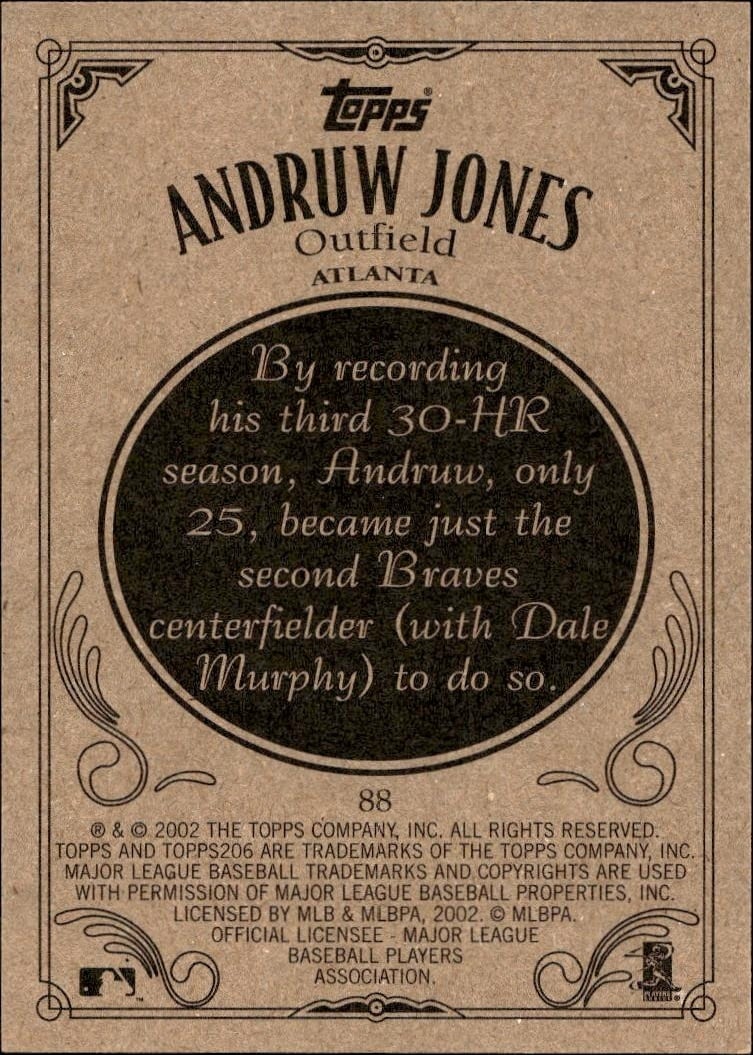 Topps®
ANDRUW JONES
Outfield
ATLANTA
By recording
his third 30-HR
season, Andruw, only
25, became just the
second Braves
centerfielder (with Dale
Murphy) to do so.
88
® & © 2002 THE TOPPS COMPANY, INC. ALL RIGHTS RESERVED.
TOPPS AND TOPPS206 ARE TRADEMARKS OF THE TOPPS COMPANY, INC.
MAJOR LEAGUE BASEBALL TRADEMARKS AND COPYRIGHTS ARE USED
WITH PERMISSION OF MAJOR LEAGUE BASEBALL PROPERTIES, INC.
LICENSED BY MLB & MLBPA, 2002. © MLBPA.
OFFICIAL LICENSEE - MAJOR LEAGUE
BASEBALL PLAYERS
ASSOCIATION.
™
PLAYERS
CHOICE ®